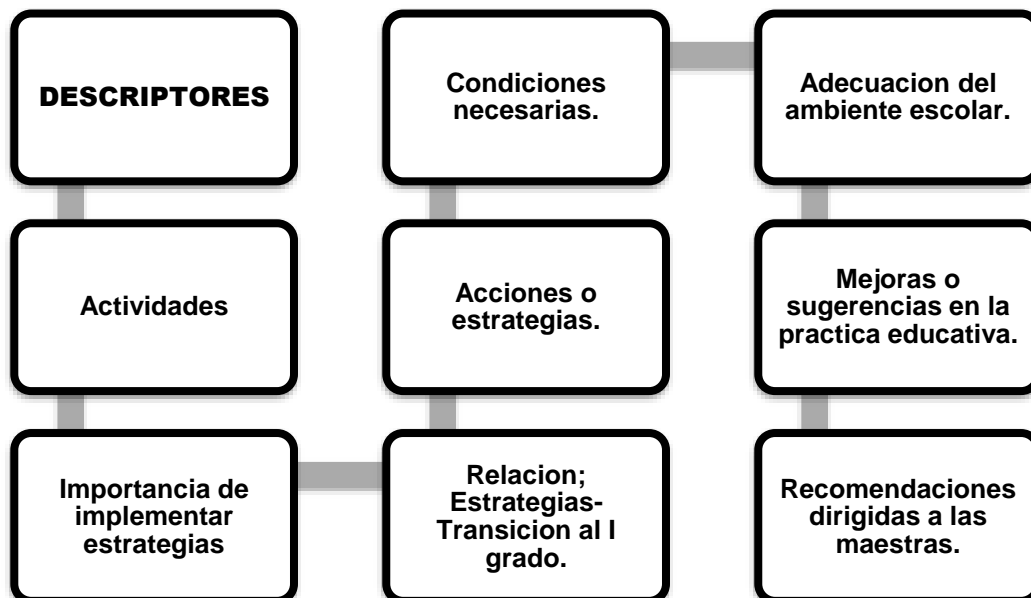 DESCRIPTORES
Actividades
Importancia de
implementar
estrategias
Relacion;
Estrategias-
Transicion al I
grado.
Acciones o
estrategias.
Condiciones
necesarias.
Adecuacion del
ambiente escolar.
Mejoras o
sugerencias en la
practica educativa.
Recomendaciones
dirigidas a las
maestras.